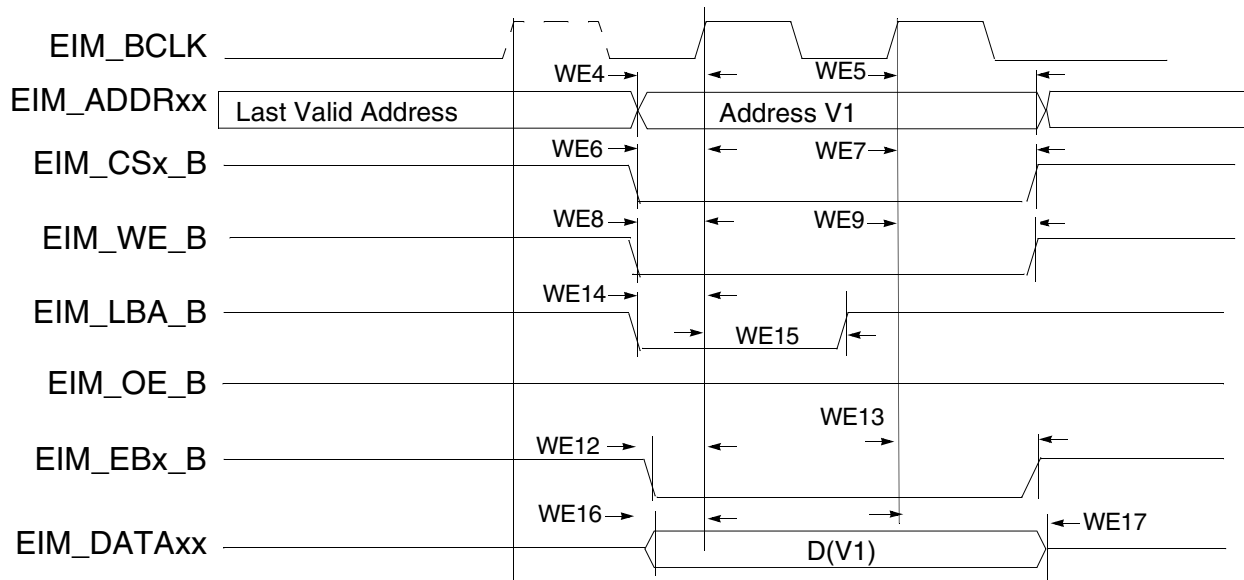 EIM_BCLK
WE4
WE5
EIM_ADDRxx
Last Valid Address
Address V1
WE6
WE7
EIM_CSx_B
WE8
WE9
EIM_WE_B
WE14
EIM_LBA_B
WE15
EIM_OE_B
WE13
WE12
EIM_EBx_B
WE16
WE17
EIM_DATAxx
D(V1)